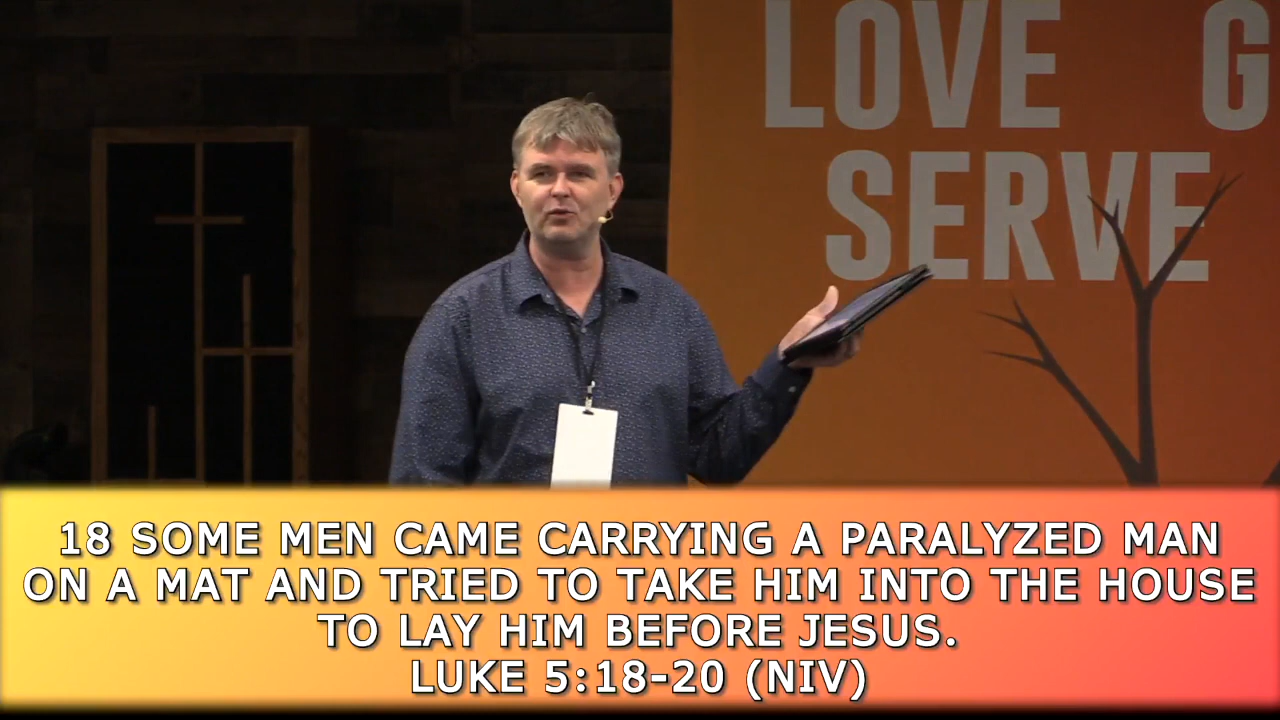 LOVE G
SERVE
18 SOME MEN CAME CARRYING A PARALYZED MAN
ON A MAT AND TRIED TO TAKE HIM INTO THE HOUSE
TO LAY HIM BEFORE JESUS.
LUKE 5:18-20 (NIV)